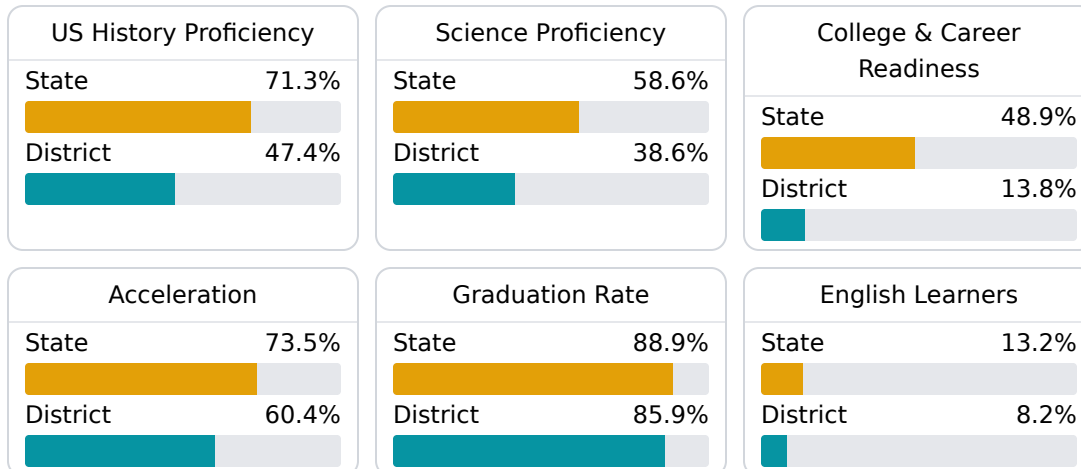 US History Proficiency
State 71.3%
District 47.4%
Science Proficiency
State 58.6%
District 38.6%
College & Career
Readiness
State 48.9%
District 13.8%
Acceleration
State 73.5%
District 60.4%
Graduation Rate
State 88.9%
District 85.9%
English Learners
State 13.2%
District 8.2%